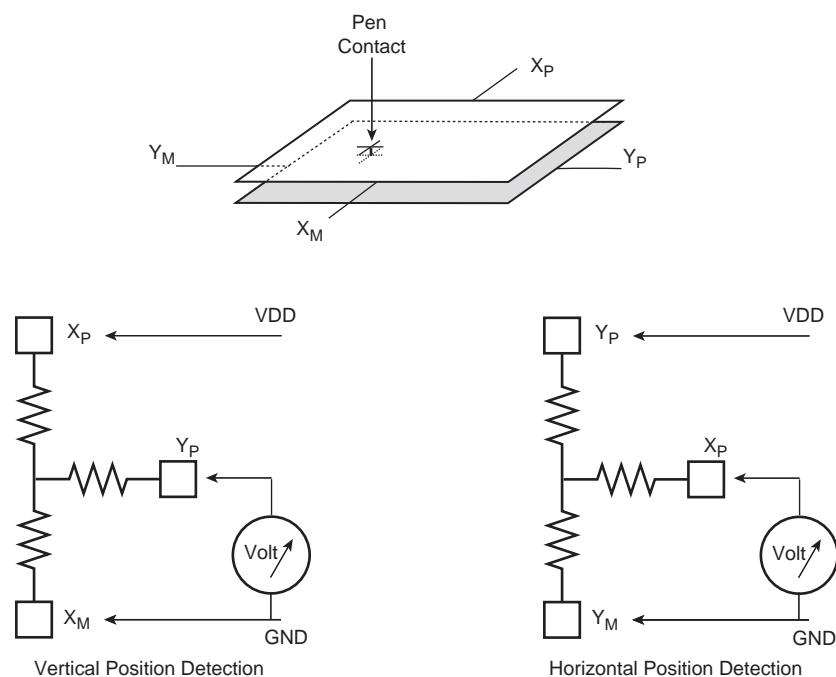 Pen
Contact
X_P
Y_M
Y_P
X_M
VDD
X_P
Y_P
Volt
X_M
GND
Vertical Position Detection
VDD
Y_P
X_P
Volt
Y_M
GND
Horizontal Position Detection